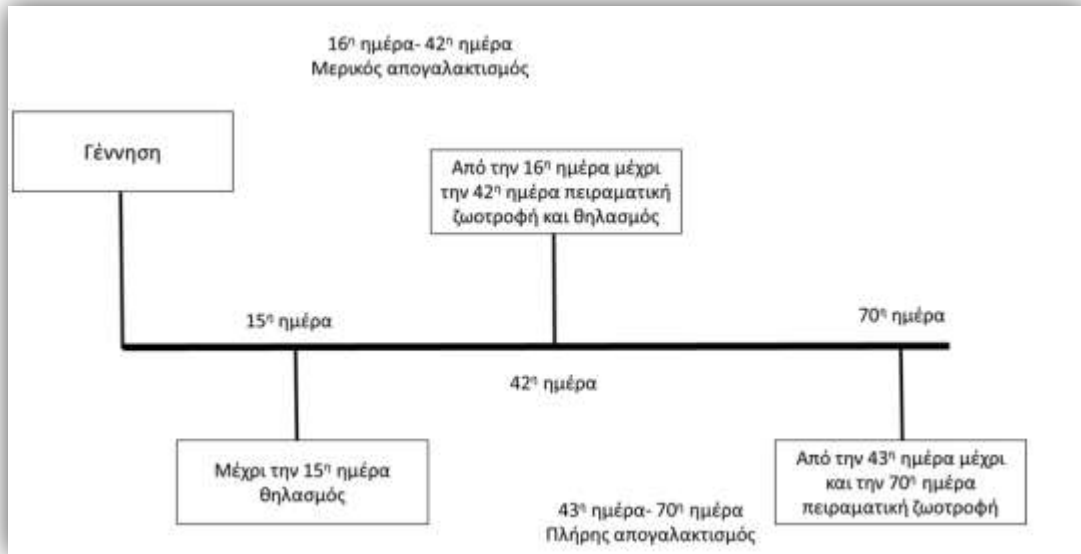 16η ημέρα- 42η ημέρα
Μερικός απογαλακτισμός
Γέννηση
Από την 16η ημέρα μέχρι
την 42η ημέρα πειραματική
ζωοτροφή και θηλασμός
15η ημέρα
70η ημέρα
42η ημέρα
Μέχρι την 15η ημέρα
θηλασμός
Από την 43η ημέρα μέχρι
και την 70η ημέρα
πειραματική ζωοτροφή
43η ημέρα- 70η ημέρα
Πλήρης απογαλακτισμός